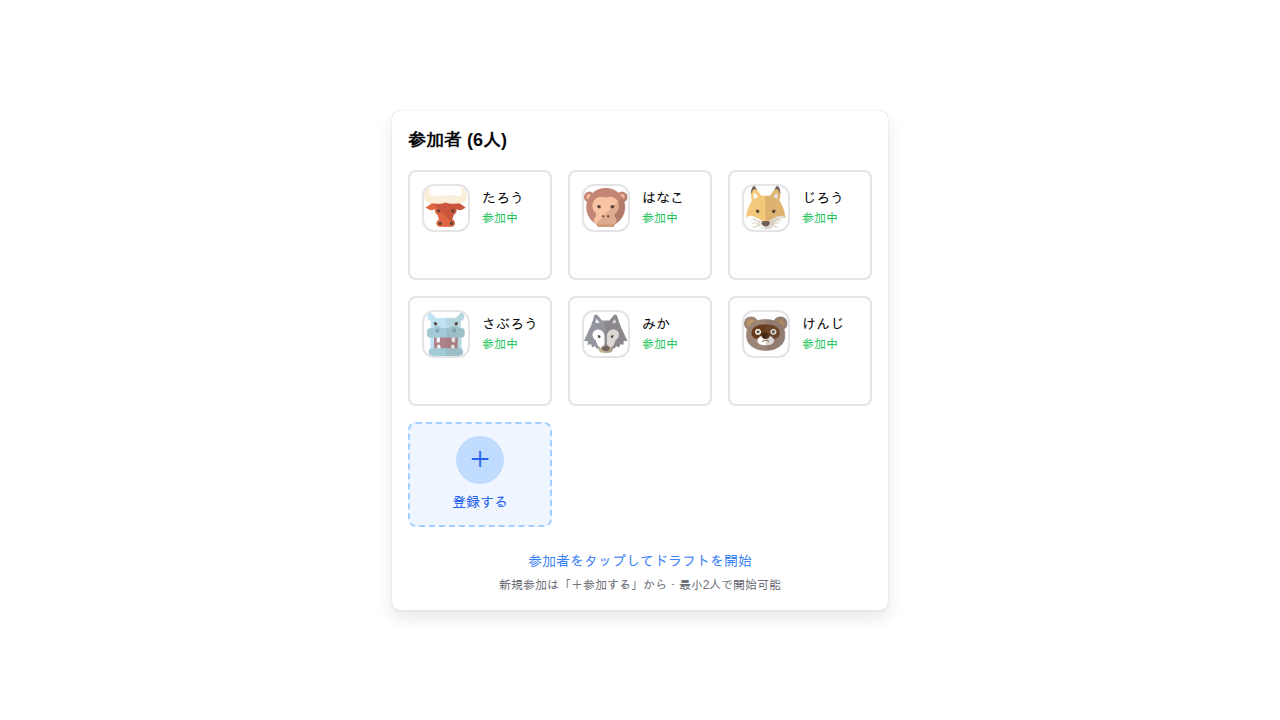 参加者 (6人)
たろう
参加中
はなこ
参加中
じろう
参加中
さぶろう
参加中
みか
参加中
けんじ
参加中
+
登録する
参加者をタップしてドラフトを開始
新規参加は「＋参加する」から · 最小2人で開始可能